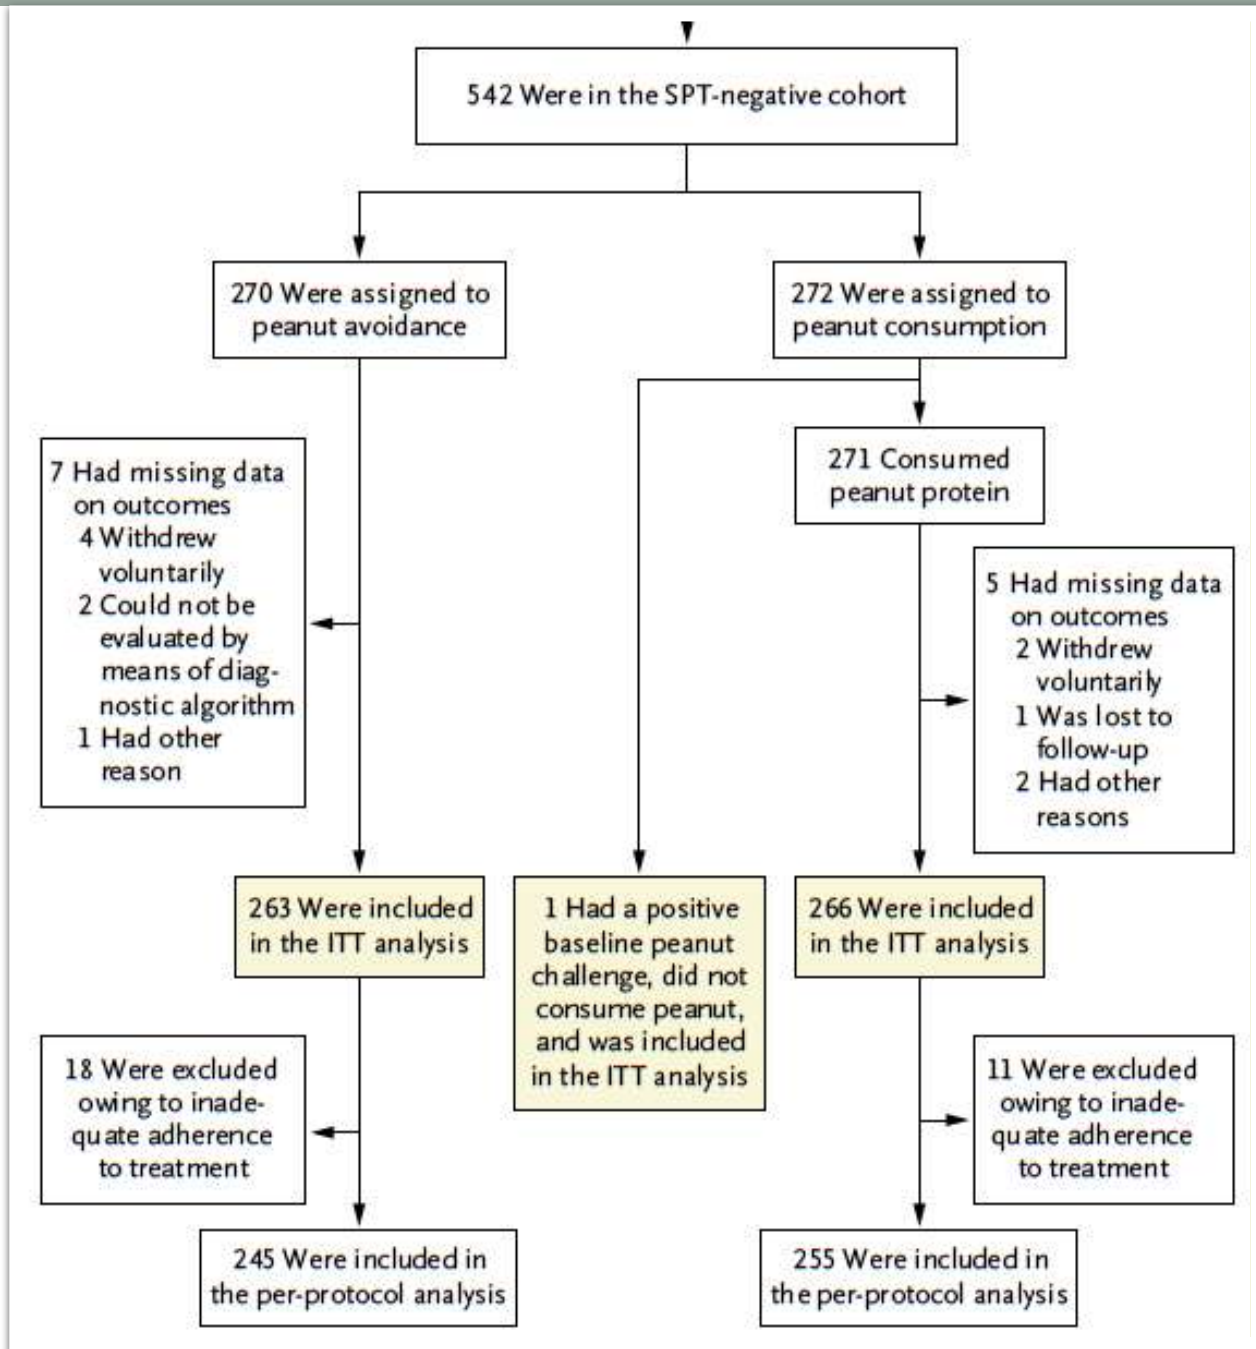 542 Were in the SPT-negative cohort
270 Were assigned to
peanut avoidance
272 Were assigned to
peanut consumption
271 Consumed
peanut protein
7 Had missing data
on outcomes
4 Withdrew
voluntarily
2 Could not be
evaluated by
means of diag-
nostic algorithm
1 Had other
reason
5 Had missing data
on outcomes
2 Withdrew
voluntarily
1 Was lost to
follow-up
2 Had other
reasons
263 Were included
in the ITT analysis
1 Had a positive
baseline peanut
challenge, did not
consume peanut,
and was included
in the ITT analysis
266 Were included
in the ITT analysis
18 Were excluded
owing to inade-
quate adherence
to treatment
11 Were excluded
owing to inade-
quate adherence
to treatment
245 Were included in
the per-protocol analysis
255 Were included in
the per-protocol analysis